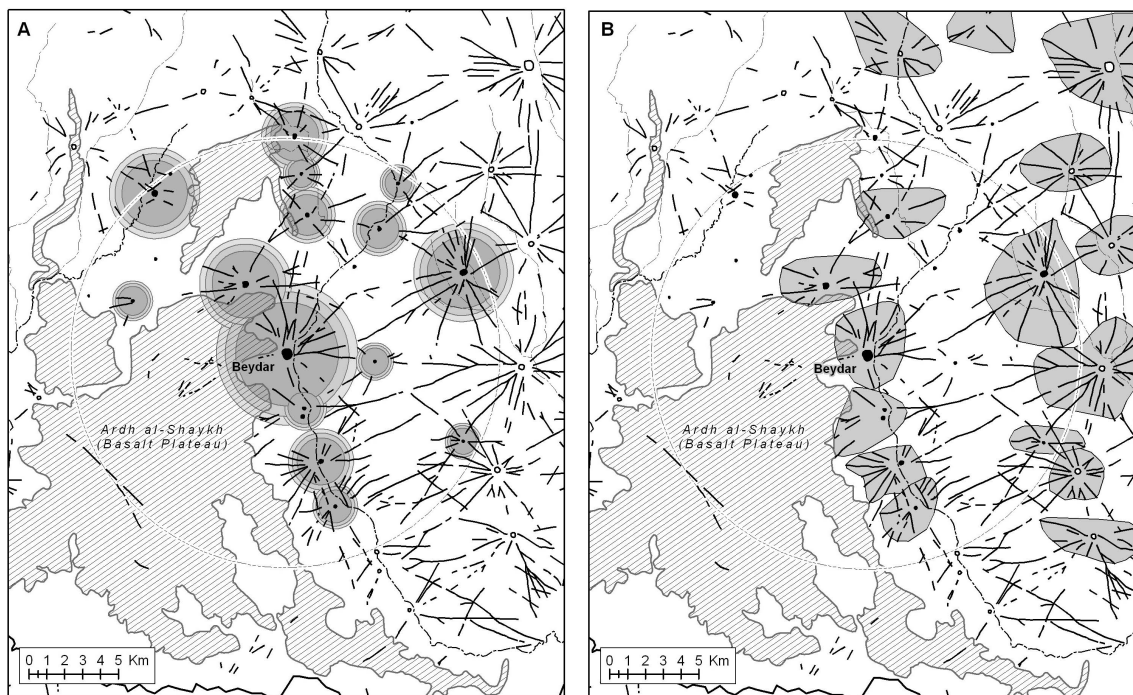 A
Beydar
Ardh al-Shaykh
(Basalt Plateau)
0 1 2 3 4 5 Km
B
Beydar
Ardh al-Shaykh
(Basalt Plateau)
0 1 2 3 4 5 Km